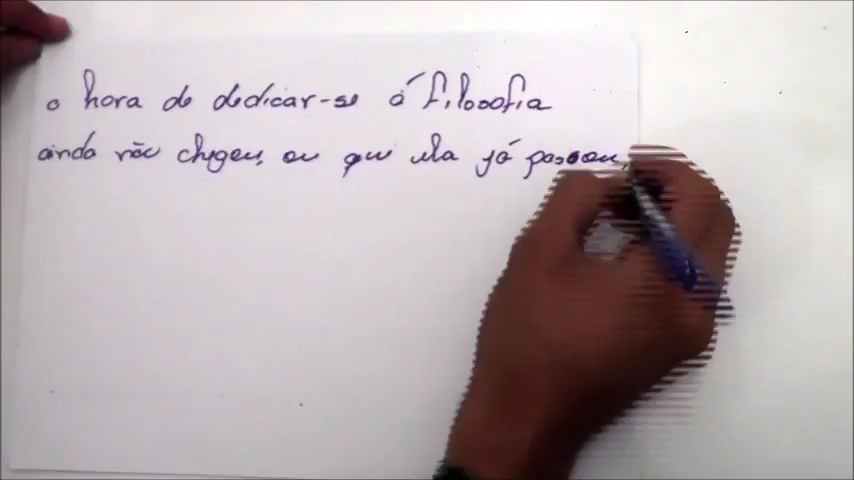 a hora de dedicar-se á filosofia
ainda não chegou, ou que ela já passou,